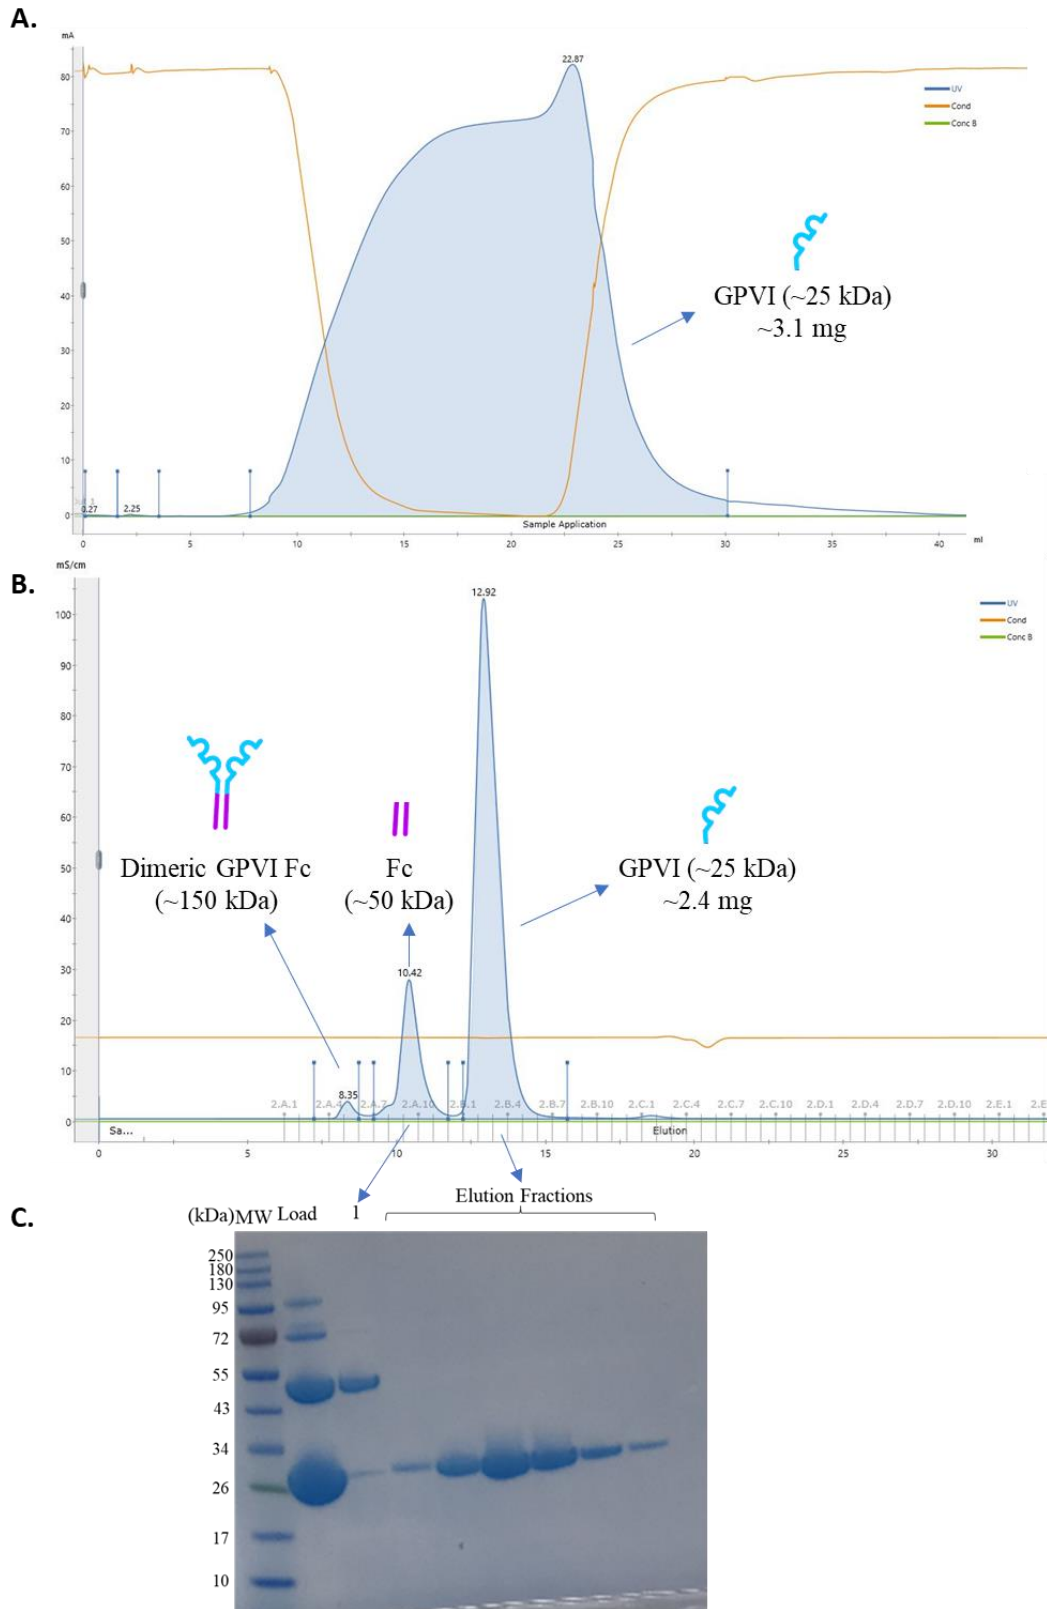 A.
mA
22.87
80
UV
Cond
Conc B
70
60
50
GPVI (~25 kDa)
~3.1 mg
40
30
20
10
0.27
2.25
0
Sample Application
0 5 10 15 20 25 30 35 40 ml
B.
mS/cm
12.92
100
UV
Cond
Conc B
90
80
70
60
Dimeric GPVI Fc
(~150 kDa)
Fc
(~50 kDa)
GPVI (~25 kDa)
~2.4 mg
50
40
30
10.42
20
10
8.35
2.A.1 2.A.4 2.A.7 2.A.10 2.B.1 2.B.4 2.B.7 2.B.10 2.C.1 2.C.4 2.C.7 2.C.10 2.D.1 2.D.4 2.D.7 2.D.10 2.E.1
0
Sa... Elution
0 5 10 15 20 25 30
Elution Fractions
C.
(kDa) MW Load 1
250
180
130
95
72
55
43
34
26
17
10